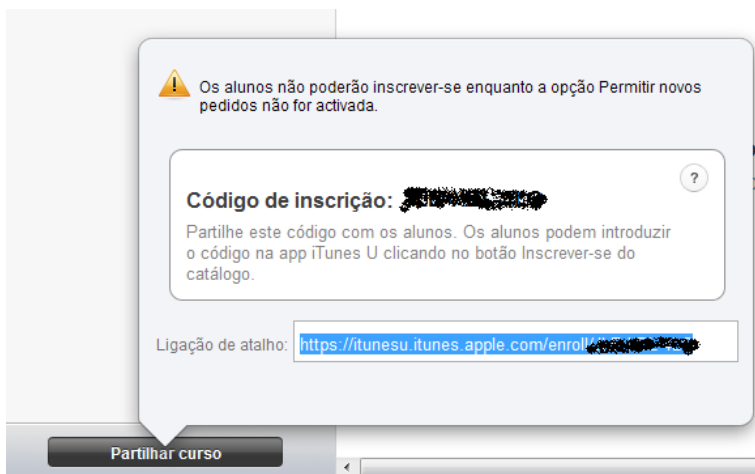 Os alunos não poderão inscrever-se enquanto a opção Permitir novos
pedidos não for activada.
?
Código de inscrição:
Partilhe este código com os alunos. Os alunos podem introduzir
o código na app iTunes U clicando no botão Inscrever-se do
catálogo.
Ligação de atalho: https://itunesu.itunes.apple.com/enroll/
Partilhar curso